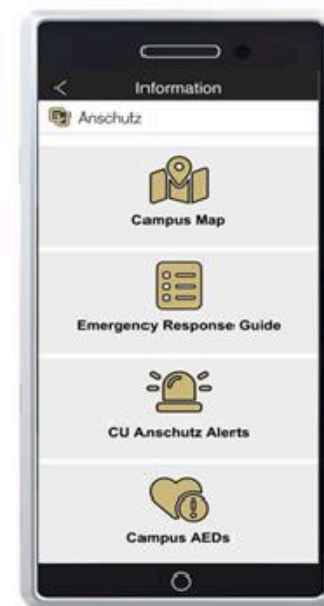 Information
Anschutz
Campus Map
Emergency Response Guide
CU Anschutz Alerts
Campus AEDs